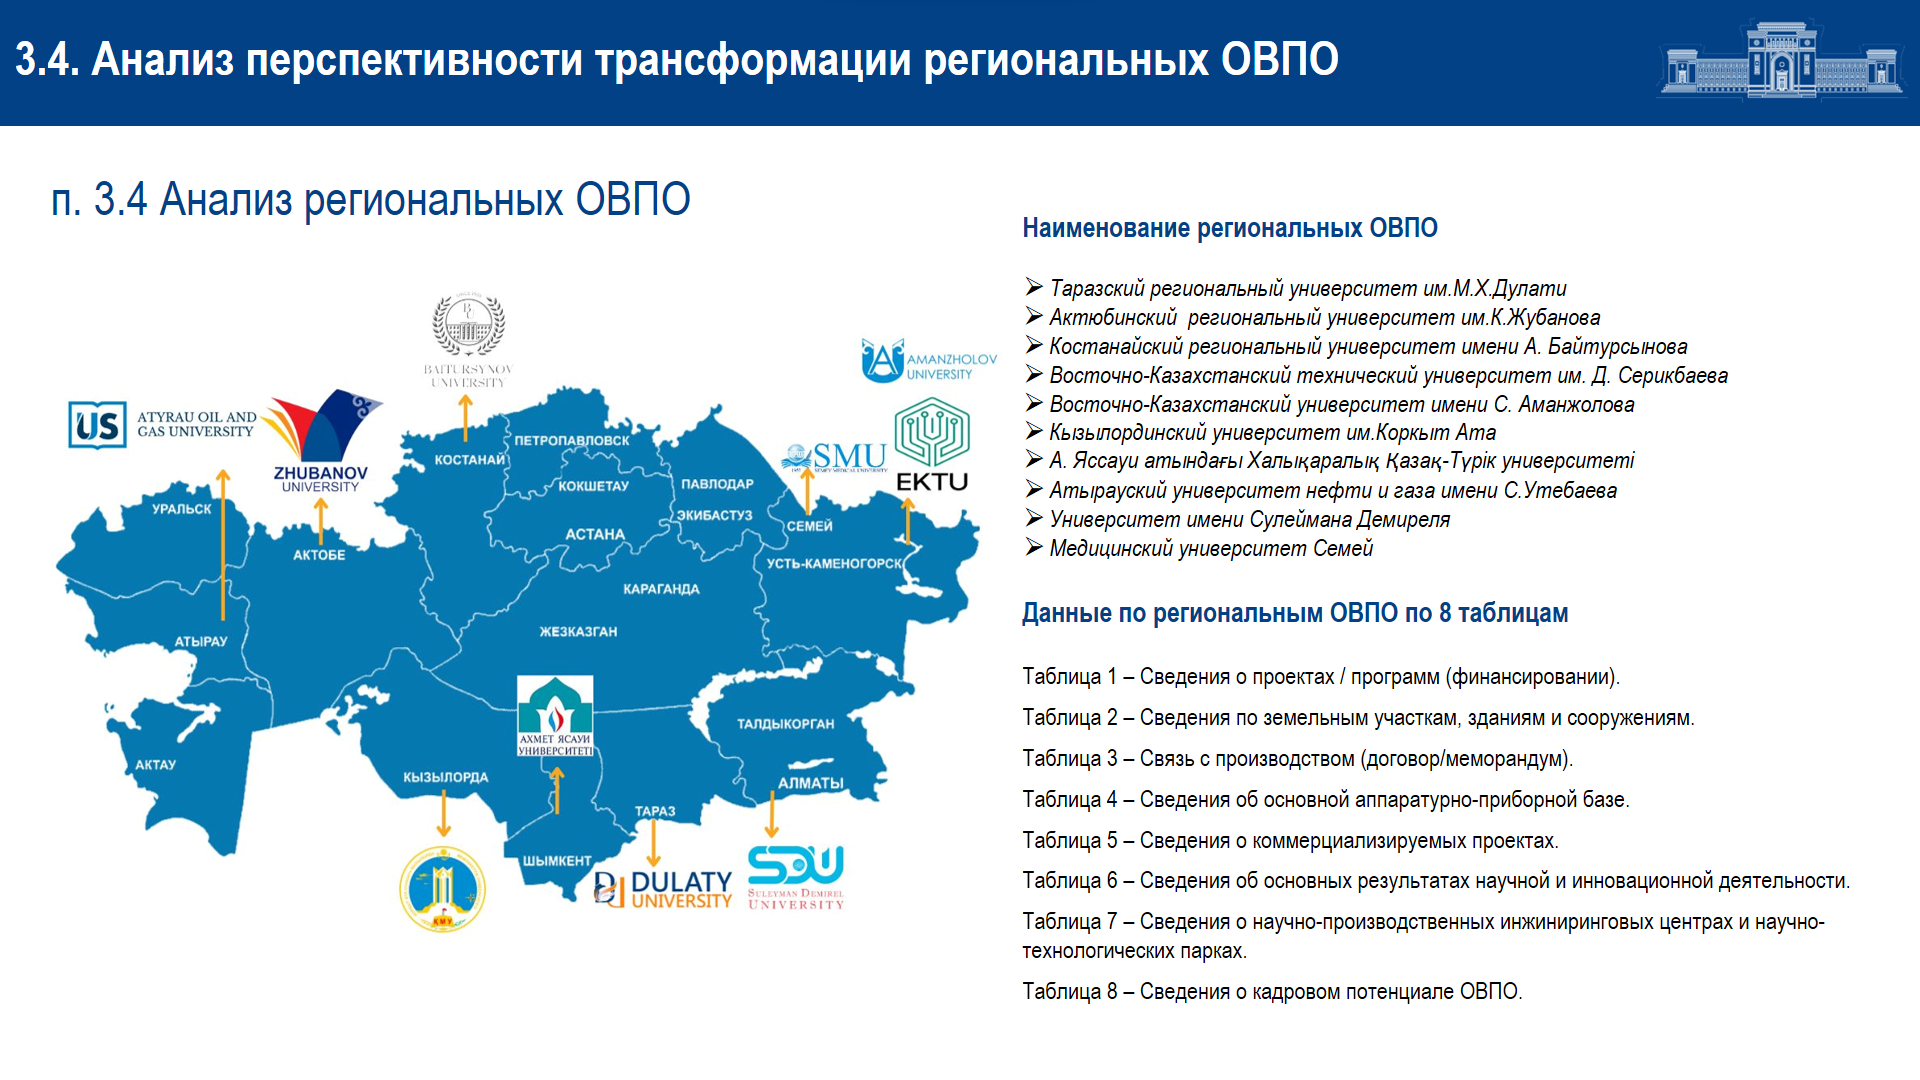 3.4. Анализ перспективности трансформации региональных ОВПО
п. 3.4 Анализ региональных ОВПО
BAITURSYNOV
UNIVERSITY
AMANZHOLOV
UNIVERSITY
US
ATYRAU OIL AND
GAS UNIVERSITY
ZHUBANOV
UNIVERSITY
SMU
SEMEY MEDICAL UNIVERSITY
EKTU
ПЕТРОПАВЛОВСК
КОСТАНАЙ
КОКШЕТАУ
ПАВЛОДАР
УРАЛЬСК
ЭКИБАСТУЗ
СЕМЕЙ
АСТАНА
АКТОБЕ
УСТЬ-КАМЕНОГОРСК
КАРАГАНДА
ЖЕЗКАЗГАН
АТЫРАУ
ТАЛДЫКОРГАН
АХМЕТ ЯСАУИ
УНИВЕРСИТЕТІ
АКТАУ
КЫЗЫЛОРДА
АЛМАТЫ
ТАРАЗ
ШЫМКЕНТ
КМУ
DULATY
UNIVERSITY
SDU
SULEYMAN DEMIREL
UNIVERSITY
Наименование региональных ОВПО
Таразский региональный университет им.М.Х.Дулати
Актюбинский региональный университет им.К.Жубанова
Костанайский региональный университет имени А. Байтурсынова
Восточно-Казахстанский технический университет им. Д. Серикбаева
Восточно-Казахстанский университет имени С. Аманжолова
Кызылординский университет им.Коркыт Ата
А. Яссауи атындағы Халықаралық Қазақ-Түрік университеті
Атырауский университет нефти и газа имени С.Утебаева
Университет имени Сулеймана Демиреля
Медицинский университет Семей
Данные по региональным ОВПО по 8 таблицам
Таблица 1 – Сведения о проектах / программ (финансировании).
Таблица 2 – Сведения по земельным участкам, зданиям и сооружениям.
Таблица 3 – Связь с производством (договор/меморандум).
Таблица 4 – Сведения об основной аппаратурно-приборной базе.
Таблица 5 – Сведения о коммерциализируемых проектах.
Таблица 6 – Сведения об основных результатах научной и инновационной деятельности.
Таблица 7 – Сведения о научно-производственных инжиниринговых центрах и научно-
технологических парках.
Таблица 8 – Сведения о кадровом потенциале ОВПО.